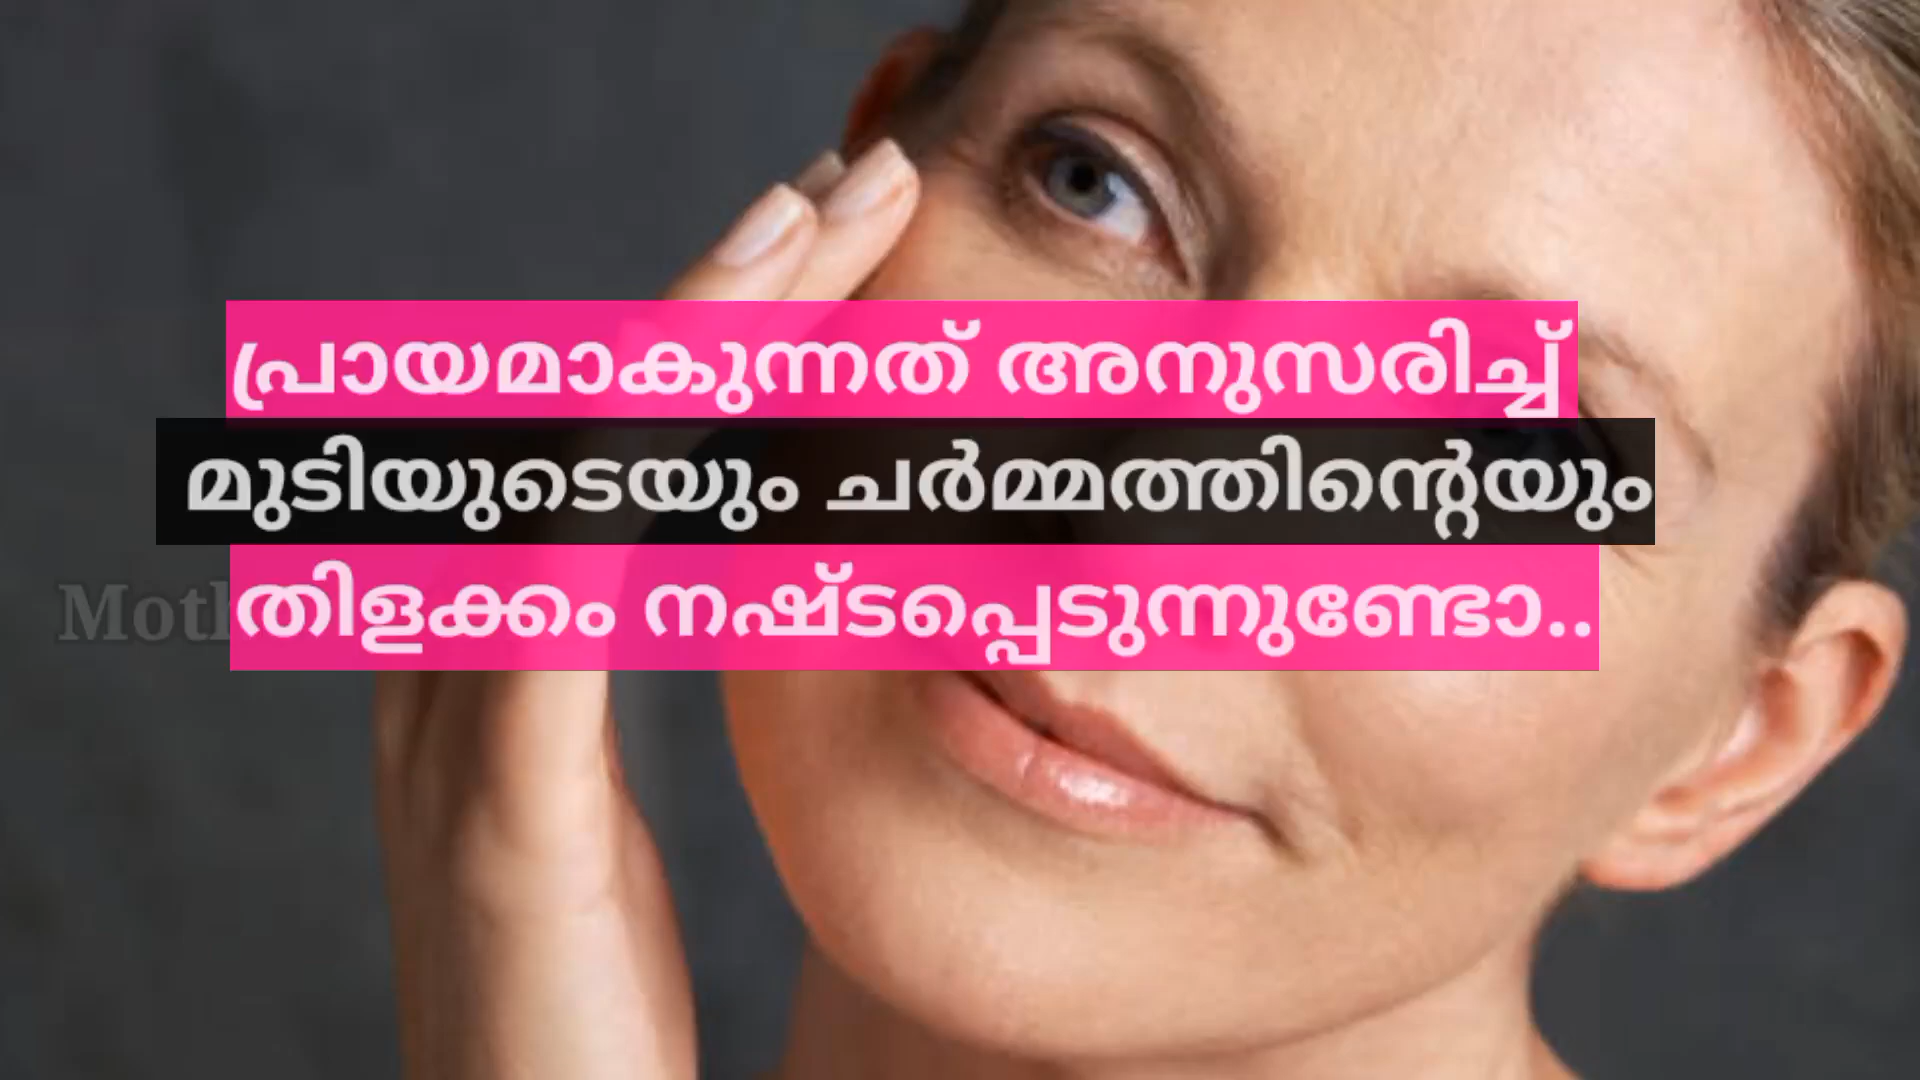 പ്രായമാകുന്നത് അനുസരിച്ച്
മുടിയുടെയും ചർമ്മത്തിന്റെയും
തിളക്കം നഷ്ടപ്പെടുന്നുണ്ടോ..